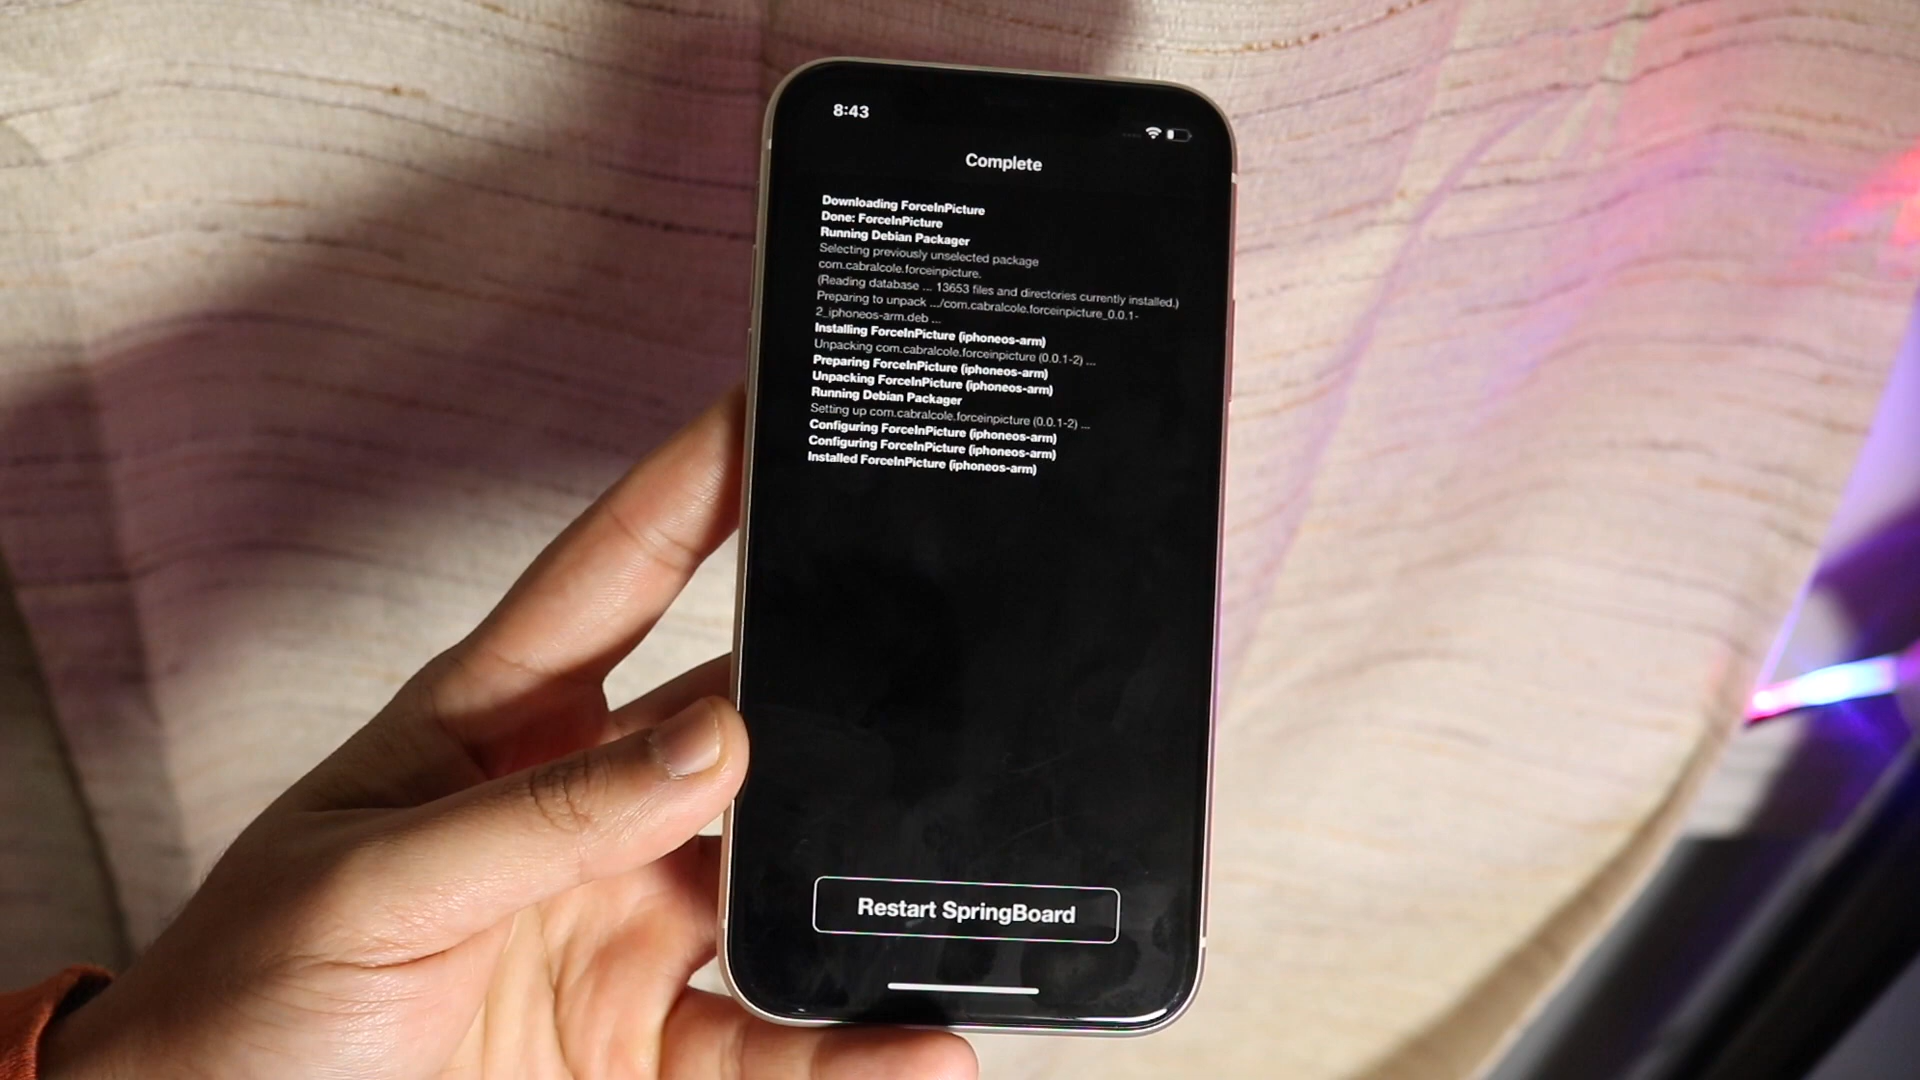 8:43
Complete
Downloading ForceInPicture
Done: ForceInPicture
Running Debian Packager
Selecting previously unselected package
com.cabralcole.forceinpicture.
(Reading database ... 13653 files and directories currently installed.)
Preparing to unpack .../com.cabralcole.forceinpicture_0.0.1-
2_iphoneos-arm.deb ...
Installing ForceInPicture (iphoneos-arm)
Unpacking com.cabralcole.forceinpicture (0.0.1-2) ...
Preparing ForceInPicture (iphoneos-arm)
Unpacking ForceInPicture (iphoneos-arm)
Running Debian Packager
Setting up com.cabralcole.forceinpicture (0.0.1-2) ...
Configuring ForceInPicture (iphoneos-arm)
Configuring ForceInPicture (iphoneos-arm)
Installed ForceInPicture (iphoneos-arm)
Restart SpringBoard